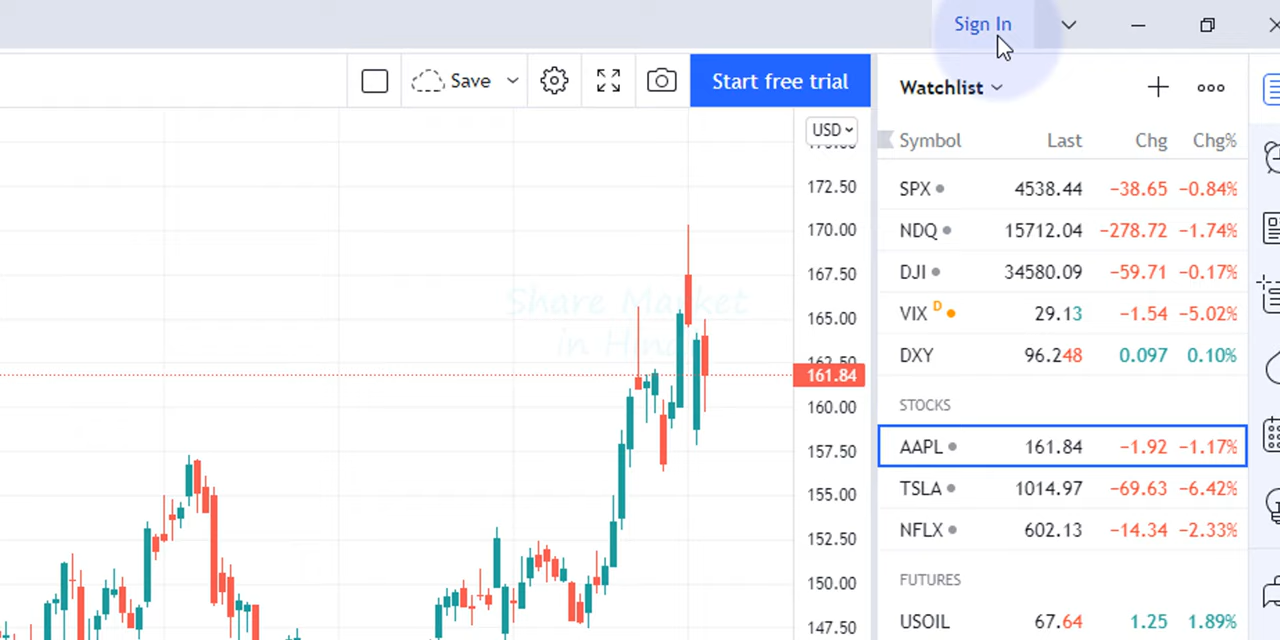 Sign In
Save
Start free trial
Watchlist
USD
Symbol Last Chg Chg%
SPX 4538.44 −38.65 −0.84%
NDQ 15712.04 −278.72 −1.74%
DJI 34580.09 −59.71 −0.17%
VIX D 29.13 −1.54 −5.02%
DXY 96.248 0.097 0.10%
STOCKS
AAPL 161.84 −1.92 −1.17%
TSLA 1014.97 −69.63 −6.42%
NFLX 602.13 −14.34 −2.33%
FUTURES
USOIL 67.64 1.25 1.89%
172.50
170.00
167.50
165.00
162.50
161.84
160.00
157.50
155.00
152.50
150.00
147.50
Share Market
in